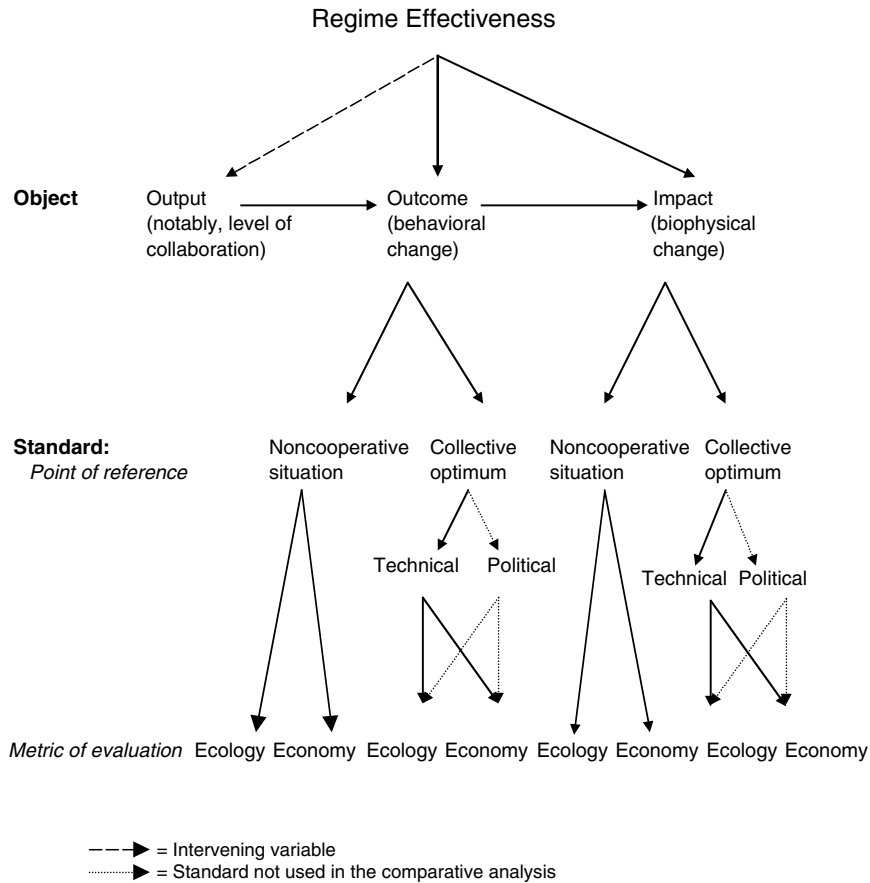 Regime Effectiveness
Object
Output
(notably, level of
collaboration)
Outcome
(behavioral
change)
Impact
(biophysical
change)
Standard:
Point of reference
Noncooperative
situation
Collective
optimum
Noncooperative
situation
Collective
optimum
Technical Political
Technical Political
Metric of evaluation Ecology Economy Ecology Economy Ecology Economy Ecology Economy
= Intervening variable
= Standard not used in the comparative analysis